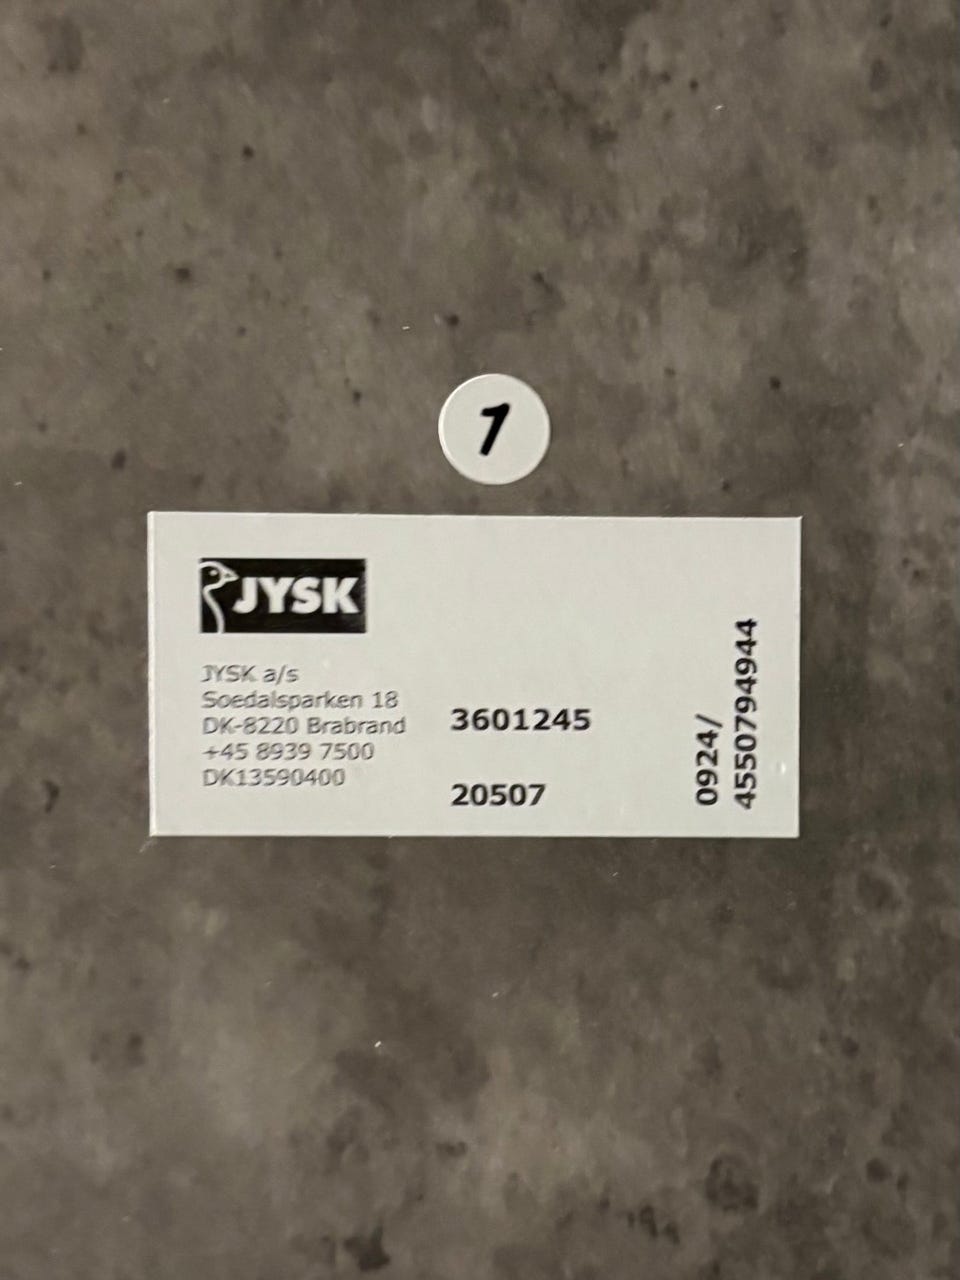 1
JYSK
JYSK a/s
Soedalsparken 18
DK-8220 Brabrand
+45 8939 7500
DK13590400
3601245
20507
0924/
4550794944